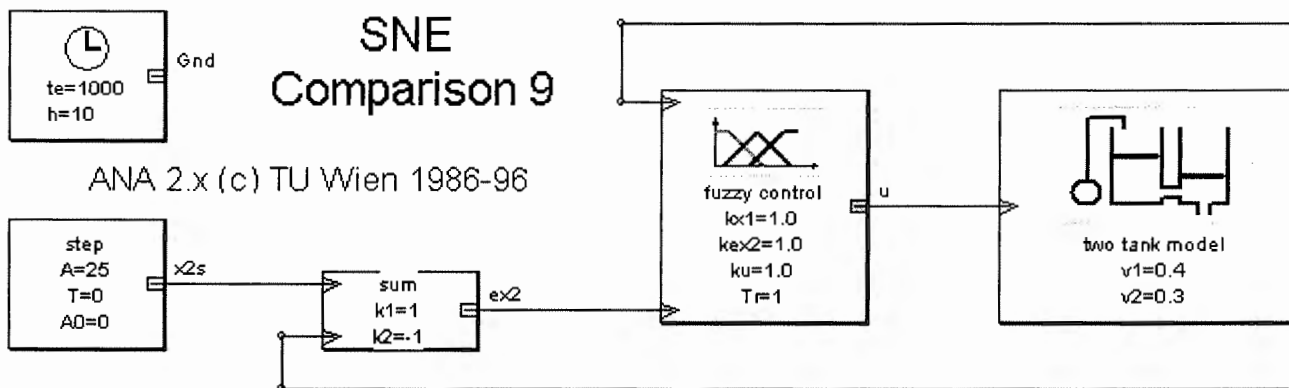 te=1000
h=10
Gnd
SNE
Comparison 9
ANA 2.x (c) TU Wien 1986-96
step
A=25
T=0
A0=0
x2s
sum
k1=1
k2=-1
ex2
fuzzy control
kx1=1.0
kex2=1.0
ku=1.0
Tr=1
u
two tank model
v1=0.4
v2=0.3